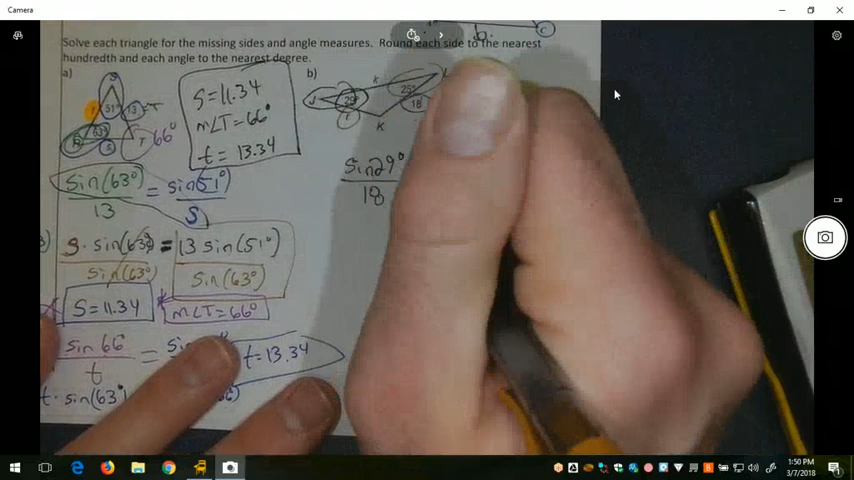 Camera
Solve each triangle for the missing sides and angle measures. Round each side to the nearest
hundredth and each angle to the nearest degree.
a)
51°
13
63°
T
66°
S
S=11.34
m∠T=66°
t = 13.34
b)
K
29°
25°
18
K
b
C
sin(63°) = sin(51°)
13 S
S·sin(63°) = 13 sin(51°)
sin(63°) sin(63°)
S=11.34
m∠T=66°
sin 66 =
t
t=13.34
t·sin(63°)
sin29°
18
1:50 PM
3/7/2018